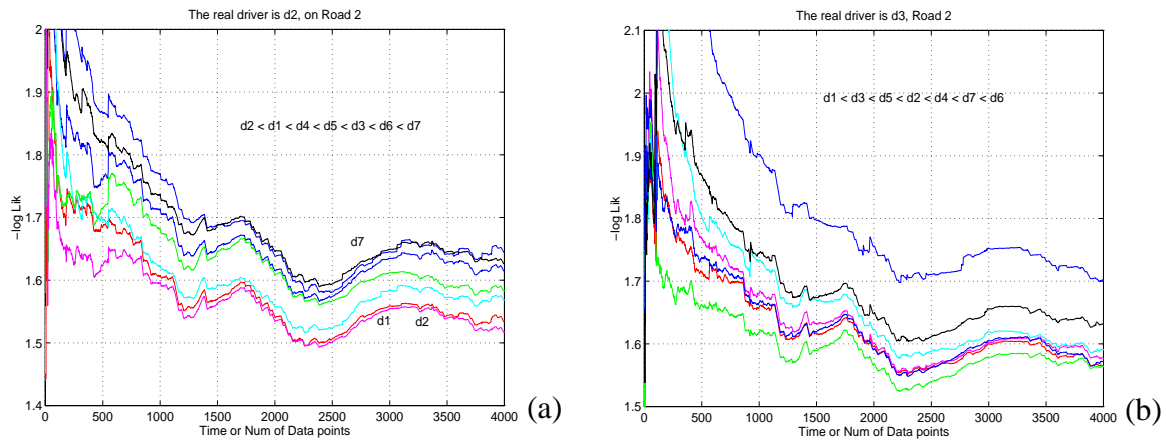 The real driver is d2, on Road 2
2
1.9
1.8
1.7
1.6
1.5
1.4
−log Lik
d2 < d1 < d4 < d5 < d3 < d6 < d7
d7
d1
d2
0 500 1000 1500 2000 2500 3000 3500 4000
Time or Num of Data points
(a)
The real driver is d3, Road 2
2.1
2
1.9
1.8
1.7
1.6
1.5
−log Lik
d1 < d3 < d5 < d2 < d4 < d7 < d6
0 500 1000 1500 2000 2500 3000 3500 4000
Time or Num of Data points
(b)